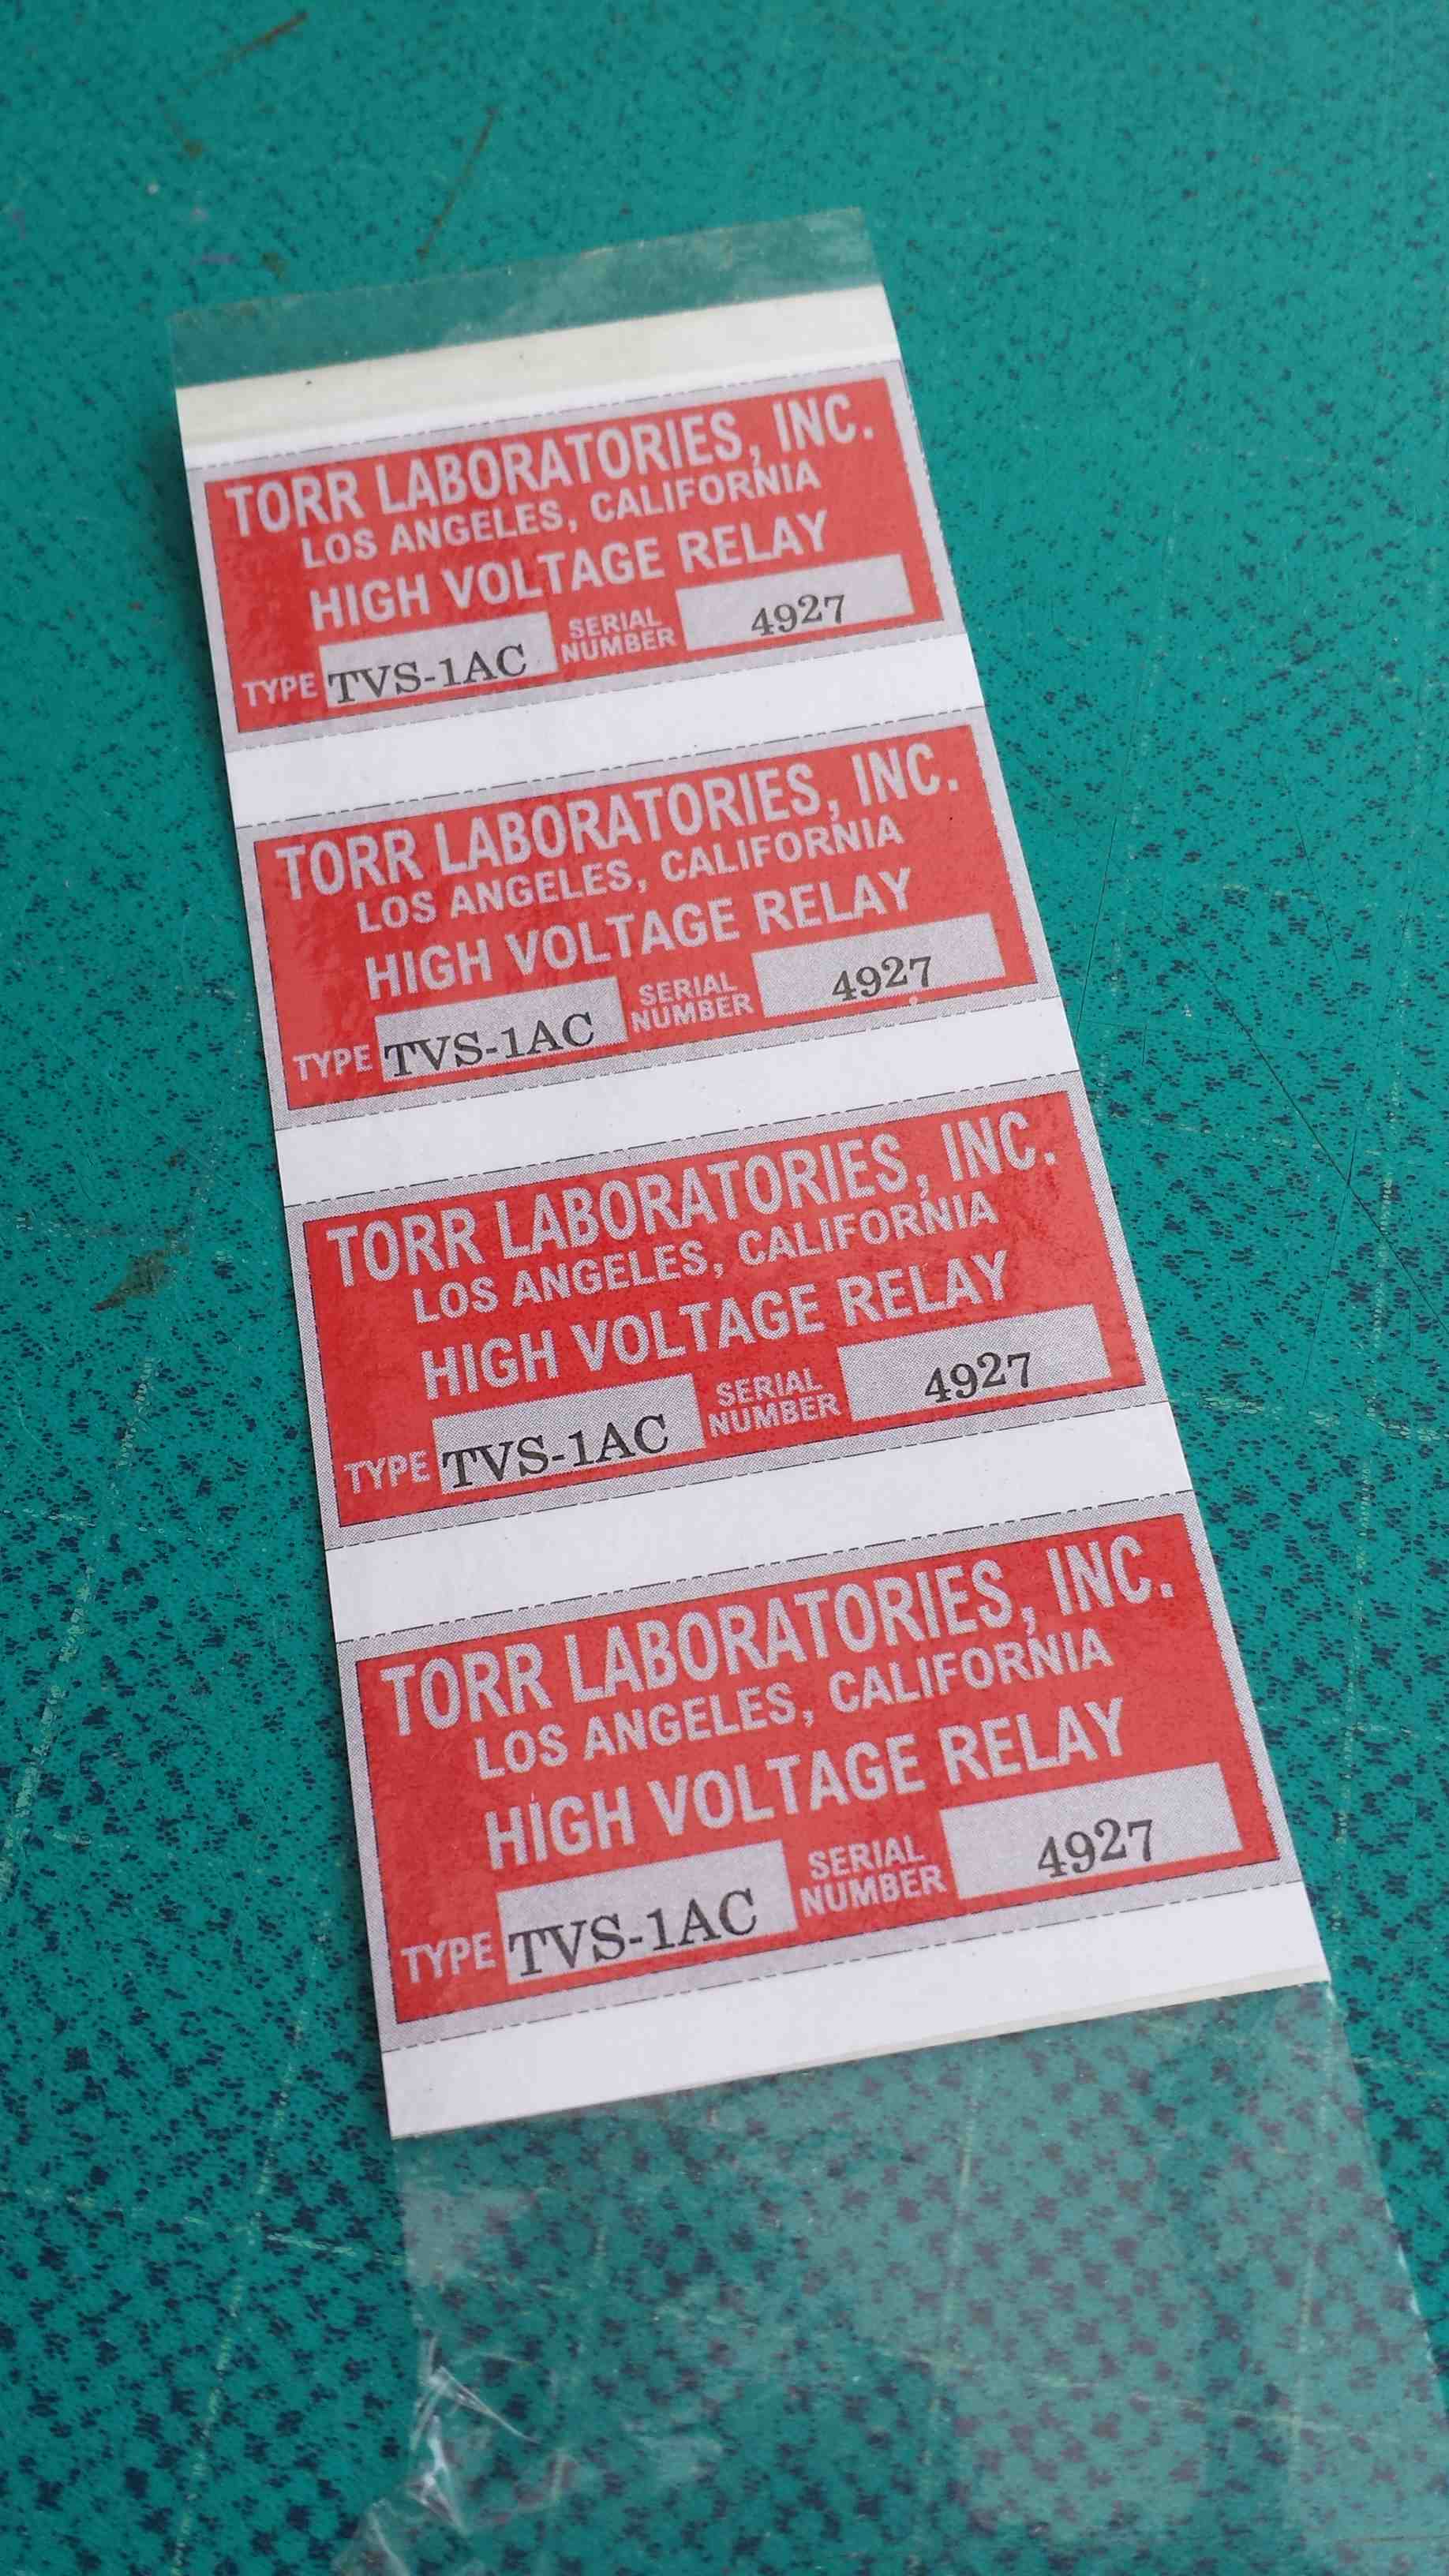 TORR LABORATORIES, INC.
LOS ANGELES, CALIFORNIA
HIGH VOLTAGE RELAY
TYPE TVS-1AC SERIAL NUMBER 4927
TORR LABORATORIES, INC.
LOS ANGELES, CALIFORNIA
HIGH VOLTAGE RELAY
TYPE TVS-1AC SERIAL NUMBER 4927
TORR LABORATORIES, INC.
LOS ANGELES, CALIFORNIA
HIGH VOLTAGE RELAY
TYPE TVS-1AC SERIAL NUMBER 4927
TORR LABORATORIES, INC.
LOS ANGELES, CALIFORNIA
HIGH VOLTAGE RELAY
TYPE TVS-1AC SERIAL NUMBER 4927